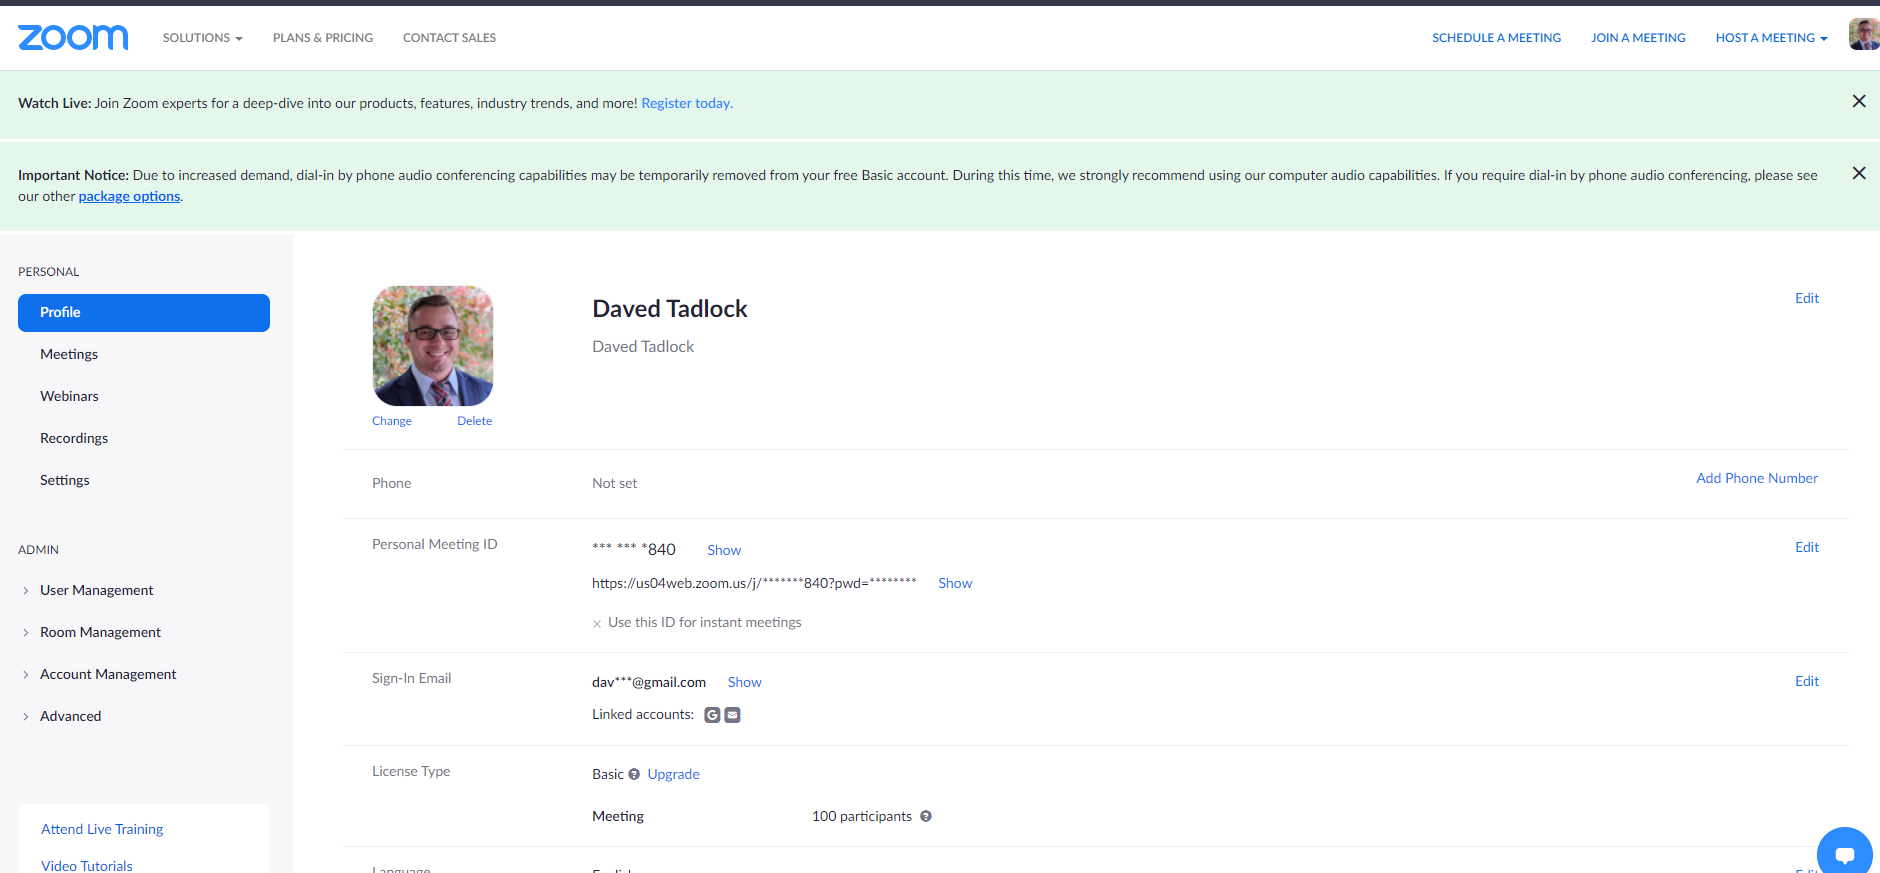 zoom
SOLUTIONS
PLANS & PRICING
CONTACT SALES
SCHEDULE A MEETING
JOIN A MEETING
HOST A MEETING
Watch Live: Join Zoom experts for a deep-dive into our products, features, industry trends, and more! Register today.
Important Notice: Due to increased demand, dial-in by phone audio conferencing capabilities may be temporarily removed from your free Basic account. During this time, we strongly recommend using our computer audio capabilities. If you require dial-in by phone audio conferencing, please see
our other package options.
PERSONAL
Profile
Meetings
Webinars
Recordings
Settings
ADMIN
User Management
Room Management
Account Management
Advanced
Attend Live Training
Video Tutorials
Daved Tadlock
Edit
Daved Tadlock
Change Delete
Phone Not set Add Phone Number
Personal Meeting ID *** *** *840 Show Edit
https://us04web.zoom.us/j/*******840?pwd=******** Show
Use this ID for instant meetings
Sign-In Email dav***@gmail.com Show Edit
Linked accounts:
License Type Basic Upgrade
Meeting 100 participants
Language English Edit